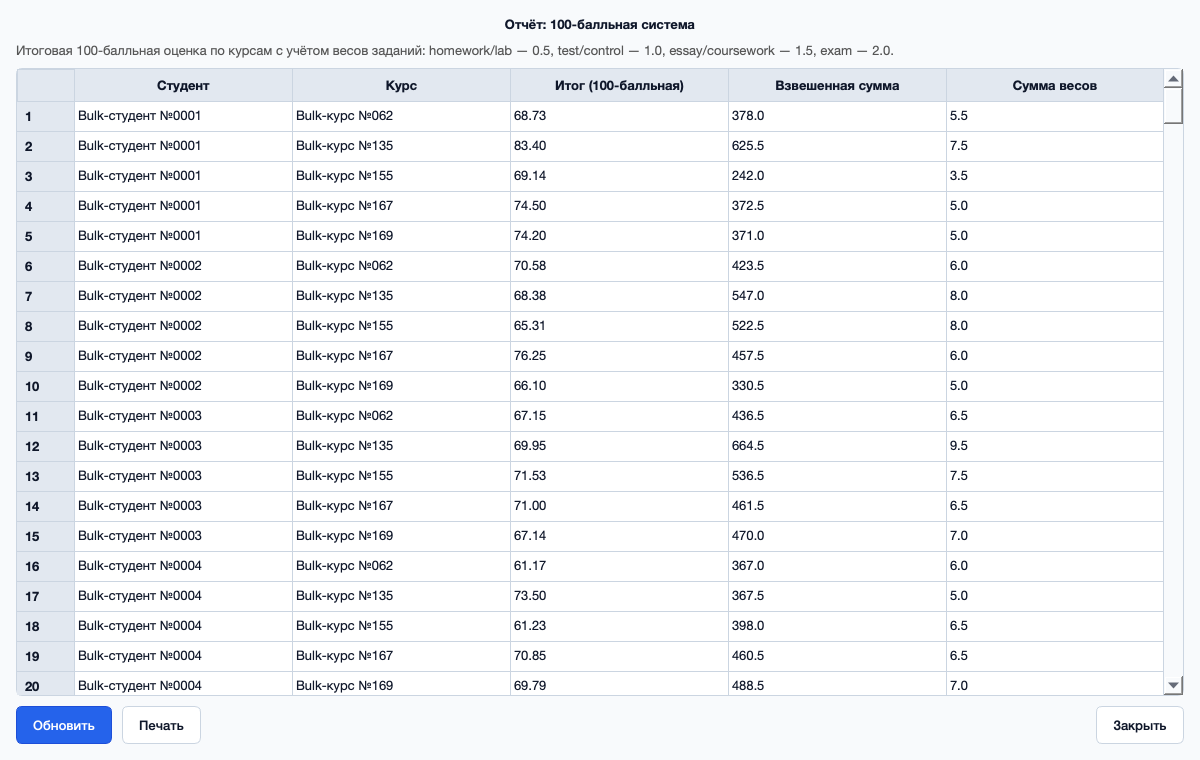 Отчёт: 100-балльная система
Итоговая 100-балльная оценка по курсам с учётом весов заданий: homework/lab — 0.5, test/control — 1.0, essay/coursework — 1.5, exam — 2.0.
Студент Курс Итог (100-балльная) Взвешенная сумма Сумма весов
1 Bulk-студент №0001 Bulk-курс №062 68.73 378.0 5.5
2 Bulk-студент №0001 Bulk-курс №135 83.40 625.5 7.5
3 Bulk-студент №0001 Bulk-курс №155 69.14 242.0 3.5
4 Bulk-студент №0001 Bulk-курс №167 74.50 372.5 5.0
5 Bulk-студент №0001 Bulk-курс №169 74.20 371.0 5.0
6 Bulk-студент №0002 Bulk-курс №062 70.58 423.5 6.0
7 Bulk-студент №0002 Bulk-курс №135 68.38 547.0 8.0
8 Bulk-студент №0002 Bulk-курс №155 65.31 522.5 8.0
9 Bulk-студент №0002 Bulk-курс №167 76.25 457.5 6.0
10 Bulk-студент №0002 Bulk-курс №169 66.10 330.5 5.0
11 Bulk-студент №0003 Bulk-курс №062 67.15 436.5 6.5
12 Bulk-студент №0003 Bulk-курс №135 69.95 664.5 9.5
13 Bulk-студент №0003 Bulk-курс №155 71.53 536.5 7.5
14 Bulk-студент №0003 Bulk-курс №167 71.00 461.5 6.5
15 Bulk-студент №0003 Bulk-курс №169 67.14 470.0 7.0
16 Bulk-студент №0004 Bulk-курс №062 61.17 367.0 6.0
17 Bulk-студент №0004 Bulk-курс №135 73.50 367.5 5.0
18 Bulk-студент №0004 Bulk-курс №155 61.23 398.0 6.5
19 Bulk-студент №0004 Bulk-курс №167 70.85 460.5 6.5
20 Bulk-студент №0004 Bulk-курс №169 69.79 488.5 7.0
Обновить Печать Закрыть